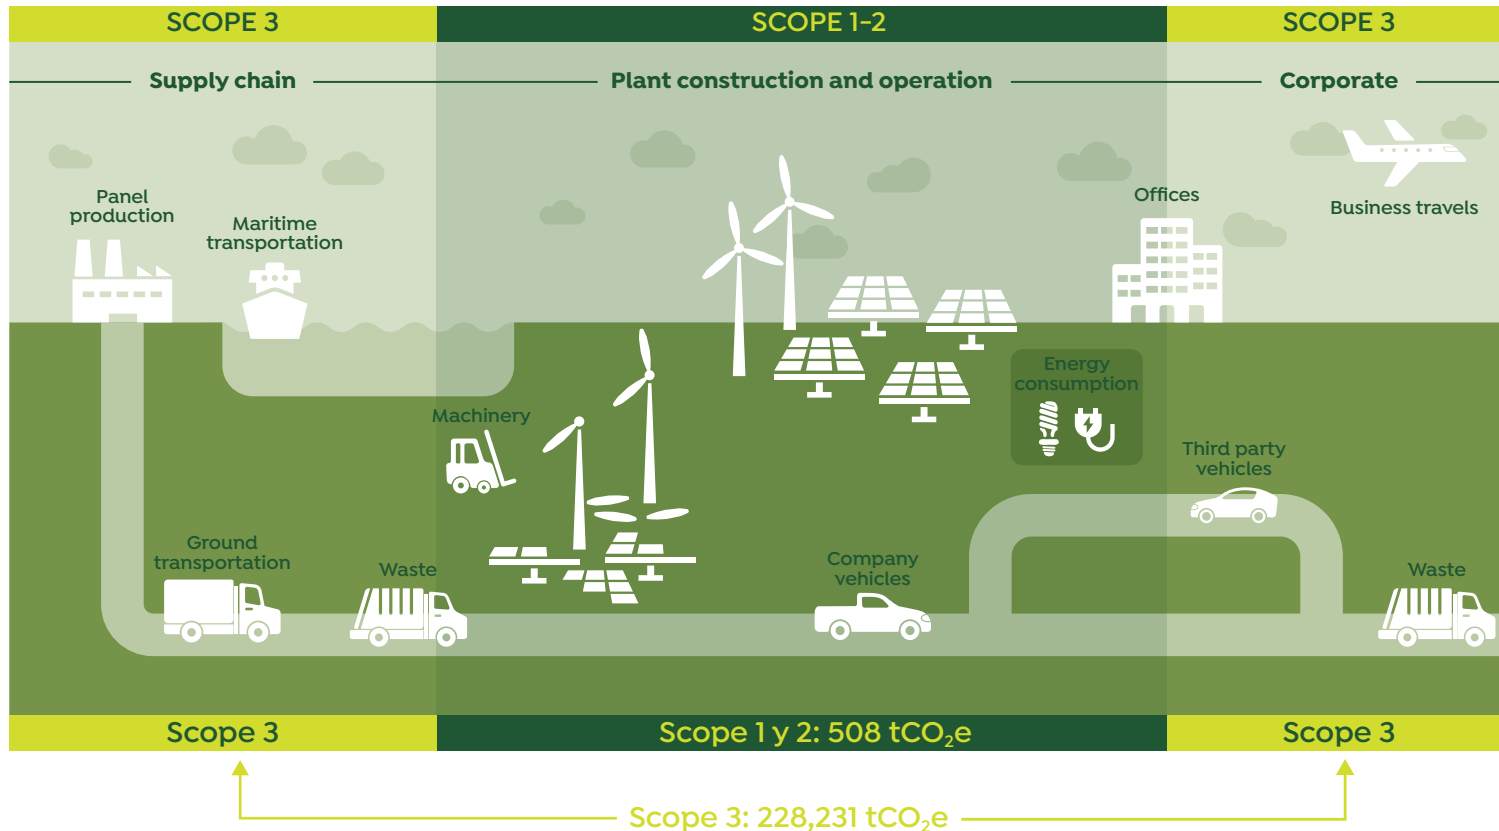 SCOPE 3
SCOPE 1-2
SCOPE 3
Supply chain
Plant construction and operation
Corporate
Panel
production
Maritime
transportation
Offices
Business travels
Energy
consumption
Machinery
Third party
vehicles
Ground
transportation
Waste
Company
vehicles
Waste
Scope 3
Scope 1 y 2: 508 tCO₂e
Scope 3
Scope 3: 228,231 tCO₂e